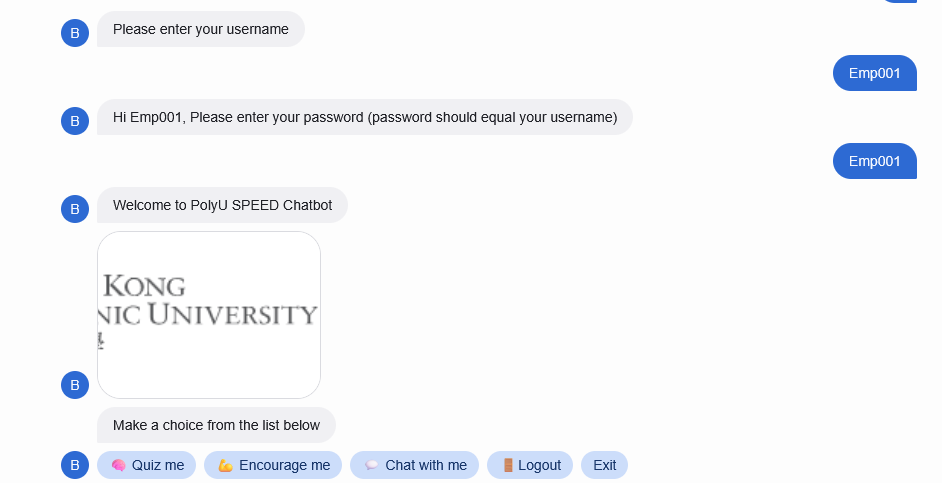 B Please enter your username
Emp001
B Hi Emp001, Please enter your password (password should equal your username)
Emp001
B Welcome to PolyU SPEED Chatbot
KONG
NIC UNIVERSITY
B
Make a choice from the list below
B Quiz me Encourage me Chat with me Logout Exit